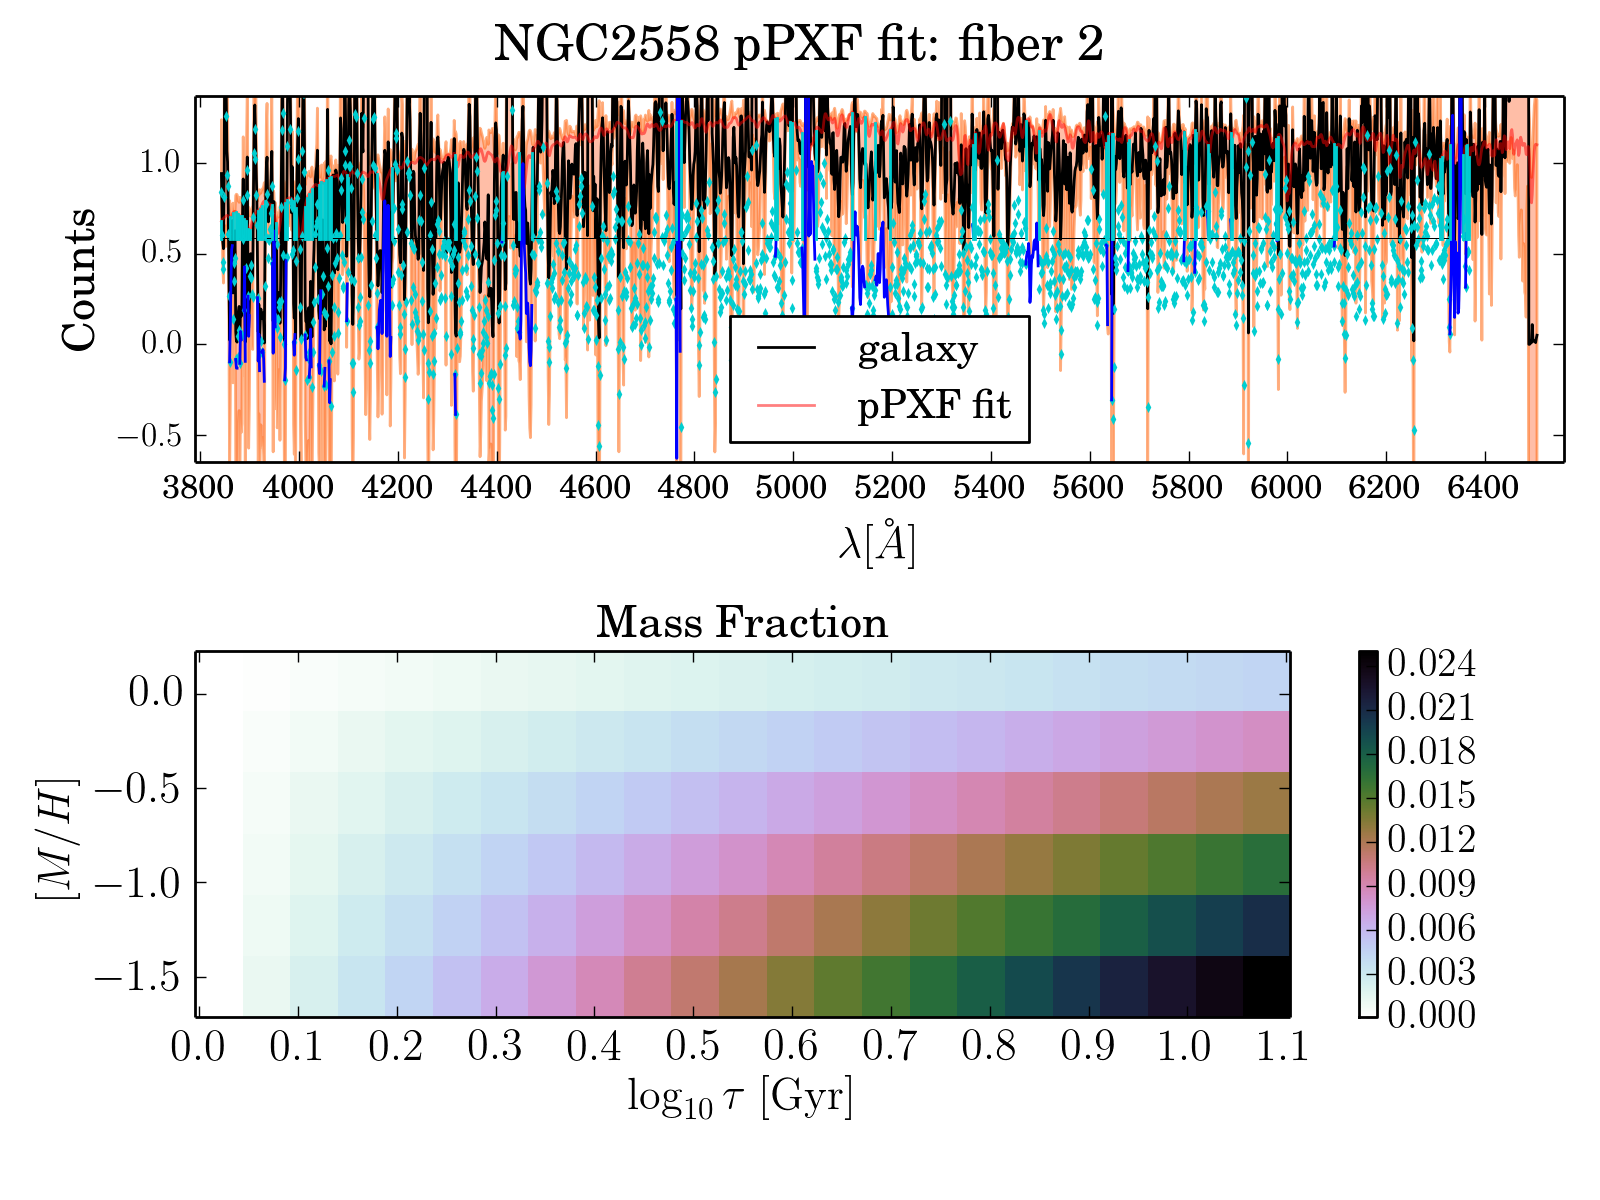 NGC2558 pPXF fit: fiber 2
Counts
1.0
0.5
0.0
−0.5
galaxy
pPXF fit
3800 4000 4200 4400 4600 4800 5000 5200 5400 5600 5800 6000 6200 6400
λ[Å]
Mass Fraction
[M/H]
0.0
−0.5
−1.0
−1.5
0.0 0.1 0.2 0.3 0.4 0.5 0.6 0.7 0.8 0.9 1.0 1.1
log₁₀ τ [Gyr]
0.024
0.021
0.018
0.015
0.012
0.009
0.006
0.003
0.000